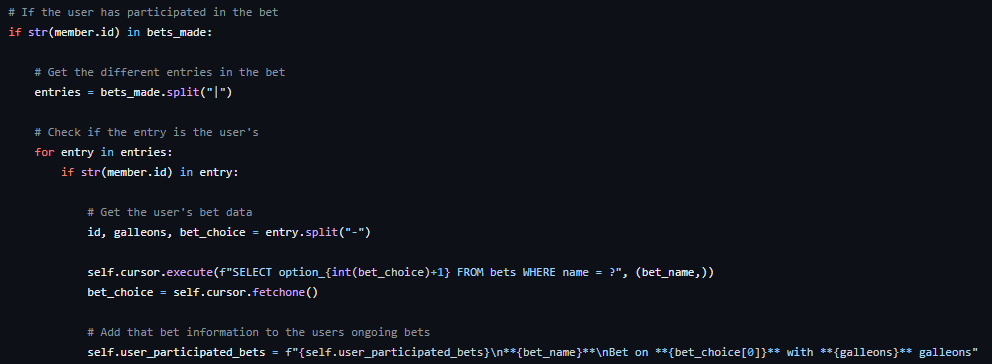 # If the user has participated in the bet
if str(member.id) in bets_made:
# Get the different entries in the bet
entries = bets_made.split("|")
# Check if the entry is the user's
for entry in entries:
if str(member.id) in entry:
# Get the user's bet data
id, galleons, bet_choice = entry.split("-")
self.cursor.execute(f"SELECT option_{int(bet_choice)+1} FROM bets WHERE name = ?", (bet_name,))
bet_choice = self.cursor.fetchone()
# Add that bet information to the users ongoing bets
self.user_participated_bets = f"{self.user_participated_bets}\n**{bet_name}**\nBet on **{bet_choice[0]}** with **{galleons}** galleons"